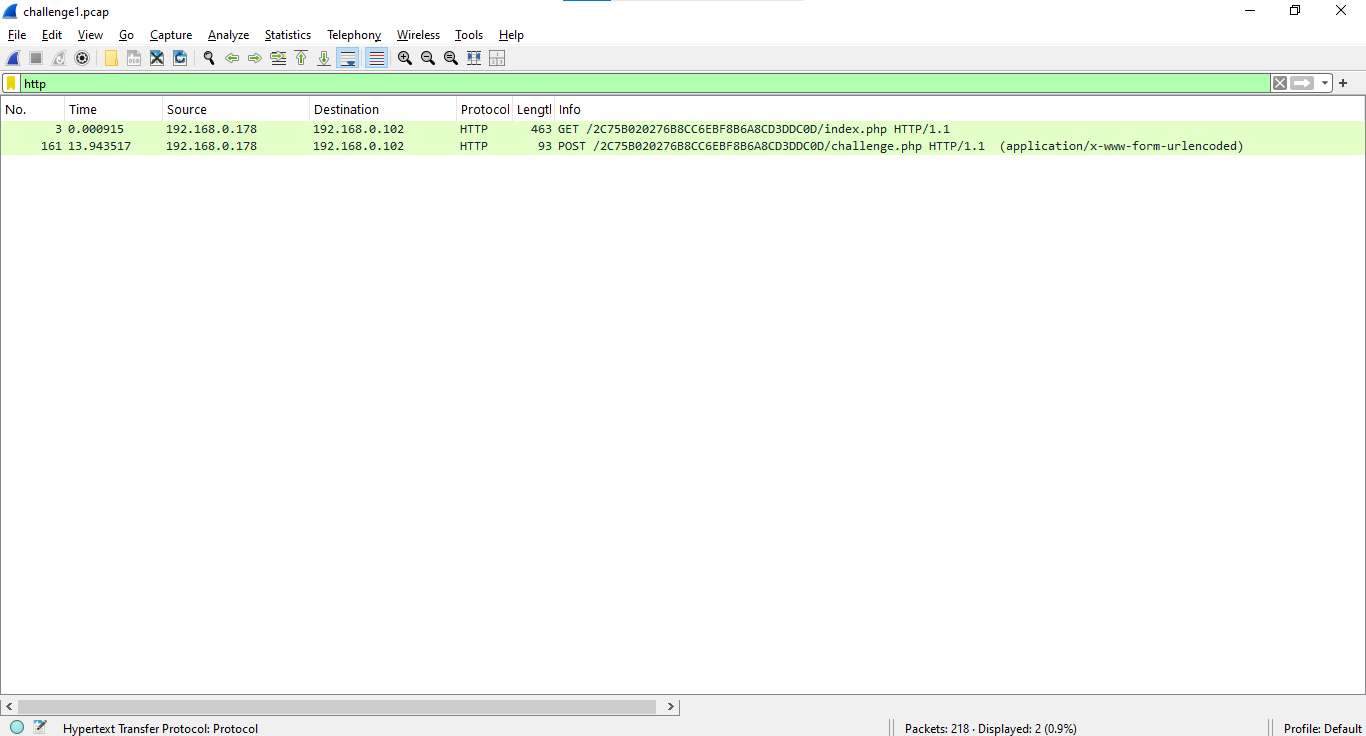 challenge1.pcap
File Edit View Go Capture Analyze Statistics Telephony Wireless Tools Help
http
No. Time Source Destination Protocol Lengtl Info
3 0.000915 192.168.0.178 192.168.0.102 HTTP 463 GET /2C75B020276B8CC6EBF8B6A8CD3DDC0D/index.php HTTP/1.1
161 13.943517 192.168.0.178 192.168.0.102 HTTP 93 POST /2C75B020276B8CC6EBF8B6A8CD3DDC0D/challenge.php HTTP/1.1 (application/x-www-form-urlencoded)
Hypertext Transfer Protocol: Protocol Packets: 218 · Displayed: 2 (0.9%) Profile: Default